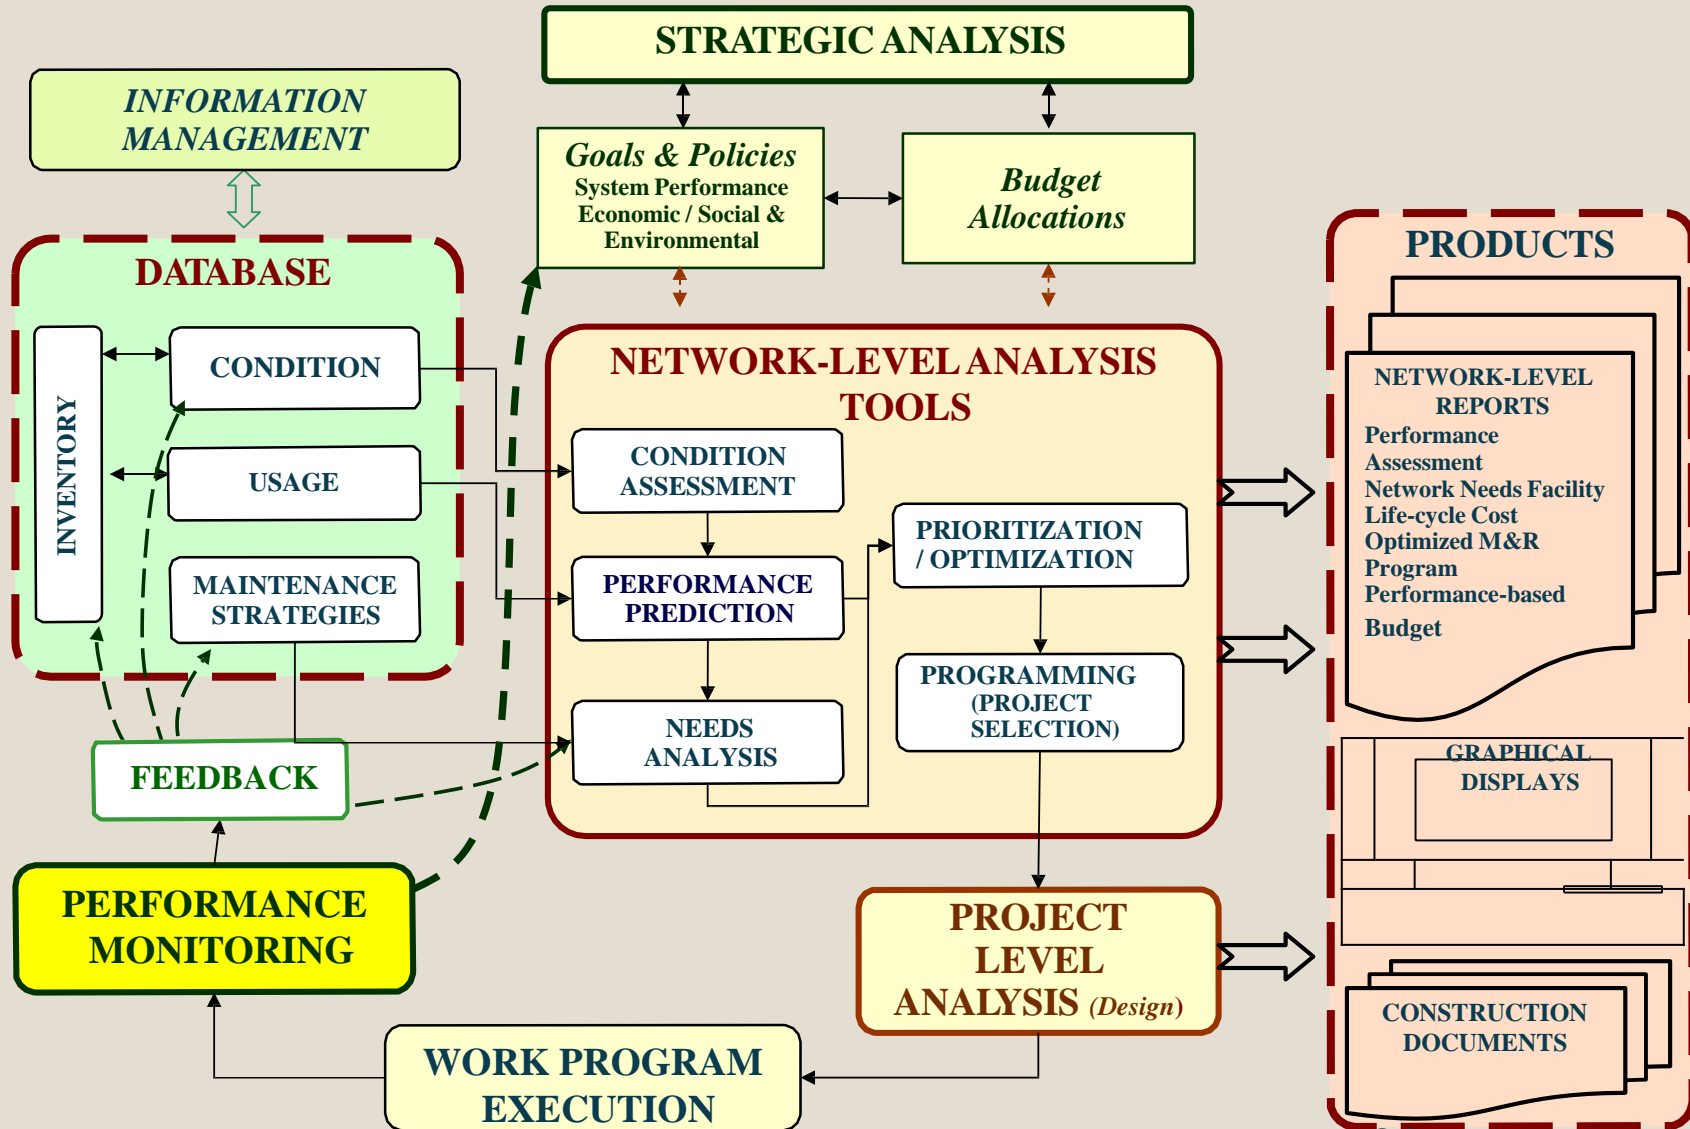 STRATEGIC ANALYSIS
INFORMATION
MANAGEMENT
Goals & Policies
System Performance
Economic / Social &
Environmental
Budget
Allocations
DATABASE
INVENTORY
CONDITION
USAGE
MAINTENANCE
STRATEGIES
NETWORK-LEVEL ANALYSIS
TOOLS
CONDITION
ASSESSMENT
PERFORMANCE
PREDICTION
NEEDS
ANALYSIS
PRIORITIZATION
/ OPTIMIZATION
PROGRAMMING
(PROJECT
SELECTION)
PRODUCTS
NETWORK-LEVEL
REPORTS
Performance
Assessment
Network Needs Facility
Life-cycle Cost
Optimized M&R
Program
Performance-based
Budget
GRAPHICAL
DISPLAYS
CONSTRUCTION
DOCUMENTS
FEEDBACK
PERFORMANCE
MONITORING
PROJECT
LEVEL
ANALYSIS (Design)
WORK PROGRAM
EXECUTION